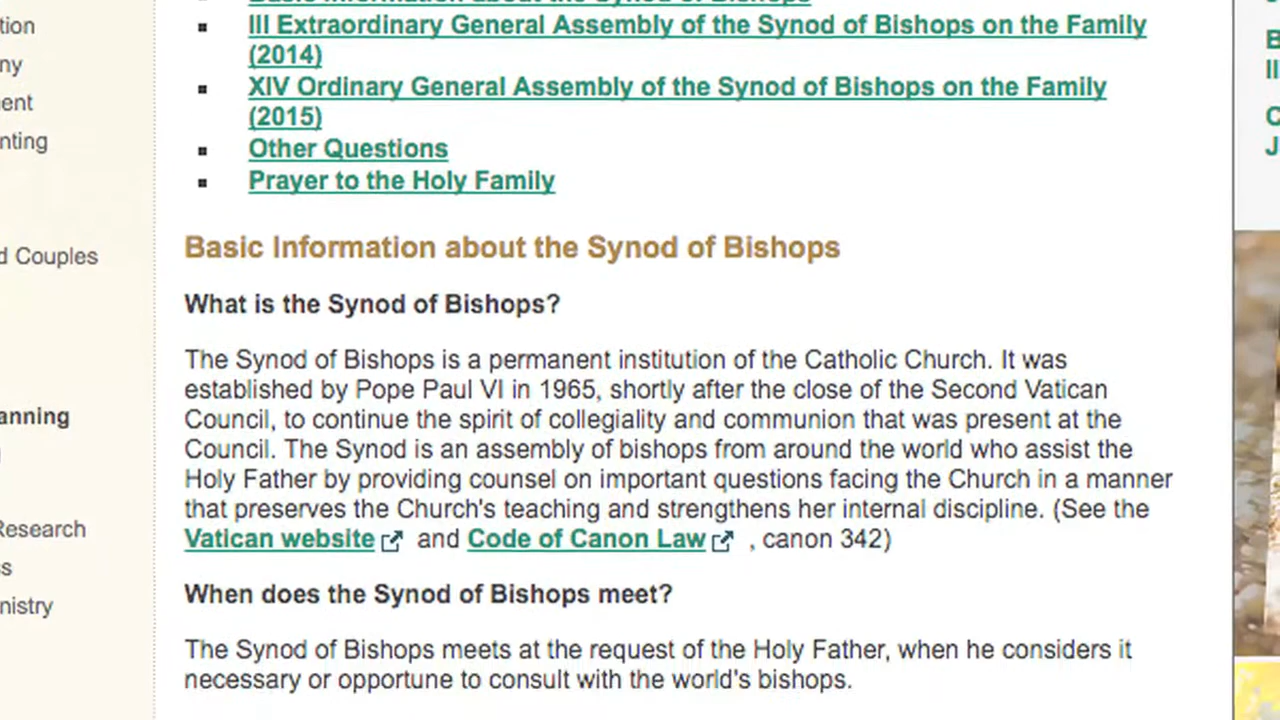 tion
ny
ent
nting
d Couples
anning
Research
s
nistry
Basic Information about the Synod of Bishops
III Extraordinary General Assembly of the Synod of Bishops on the Family
(2014)
XIV Ordinary General Assembly of the Synod of Bishops on the Family
(2015)
Other Questions
Prayer to the Holy Family
Basic Information about the Synod of Bishops
What is the Synod of Bishops?
The Synod of Bishops is a permanent institution of the Catholic Church. It was
established by Pope Paul VI in 1965, shortly after the close of the Second Vatican
Council, to continue the spirit of collegiality and communion that was present at the
Council. The Synod is an assembly of bishops from around the world who assist the
Holy Father by providing counsel on important questions facing the Church in a manner
that preserves the Church's teaching and strengthens her internal discipline. (See the
Vatican website and Code of Canon Law , canon 342)
When does the Synod of Bishops meet?
The Synod of Bishops meets at the request of the Holy Father, when he considers it
necessary or opportune to consult with the world's bishops.
B
II
C
J